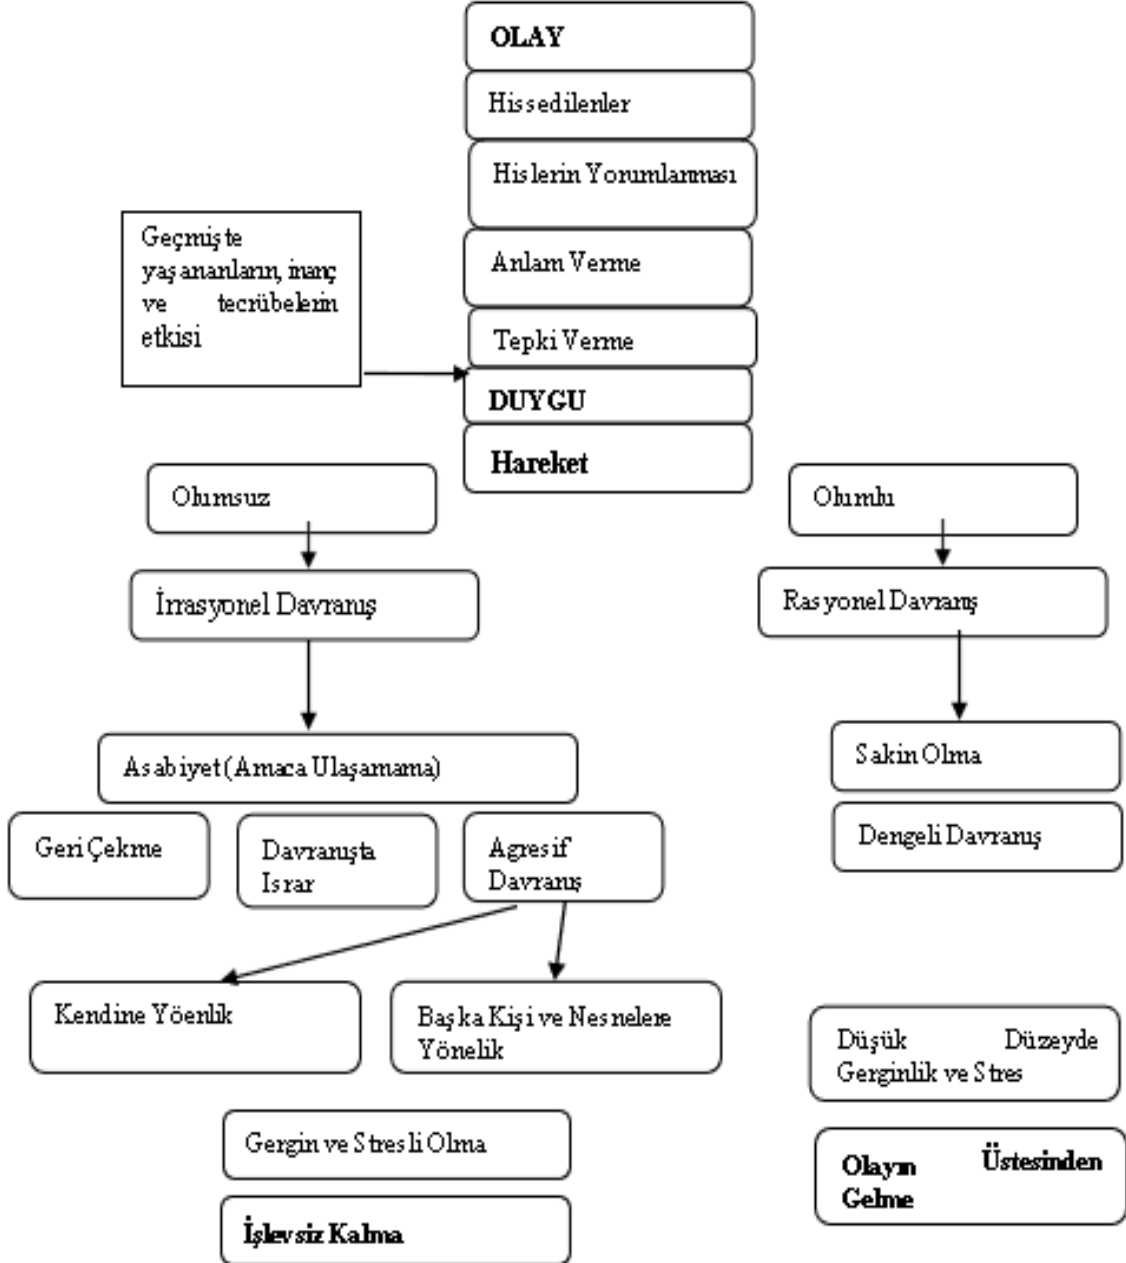 OLAY
Hissedilenler
Hislerin Yorumlanması
Geçmişte
yaşananların, inanç
ve tecrübelerin
etkisi
Anlam Verme
Tepki Verme
DUYGU
Hareket
Olumsuz
Olumlu
İrrasyonel Davranış
Rasyonel Davranış
Asabiyet (Amaca Ulaşamama)
Sakin Olma
Geri Çekme
Davranışta
Israr
Agresif
Davranış
Dengeli Davranış
Kendine Yöenlik
Başka Kişi ve Nesnelere
Yönelik
Düşük Düzeyde
Gerginlik ve Stres
Gergin ve Stresli Olma
Olayın Üstesinden
Gelme
İşlevsiz Kalma